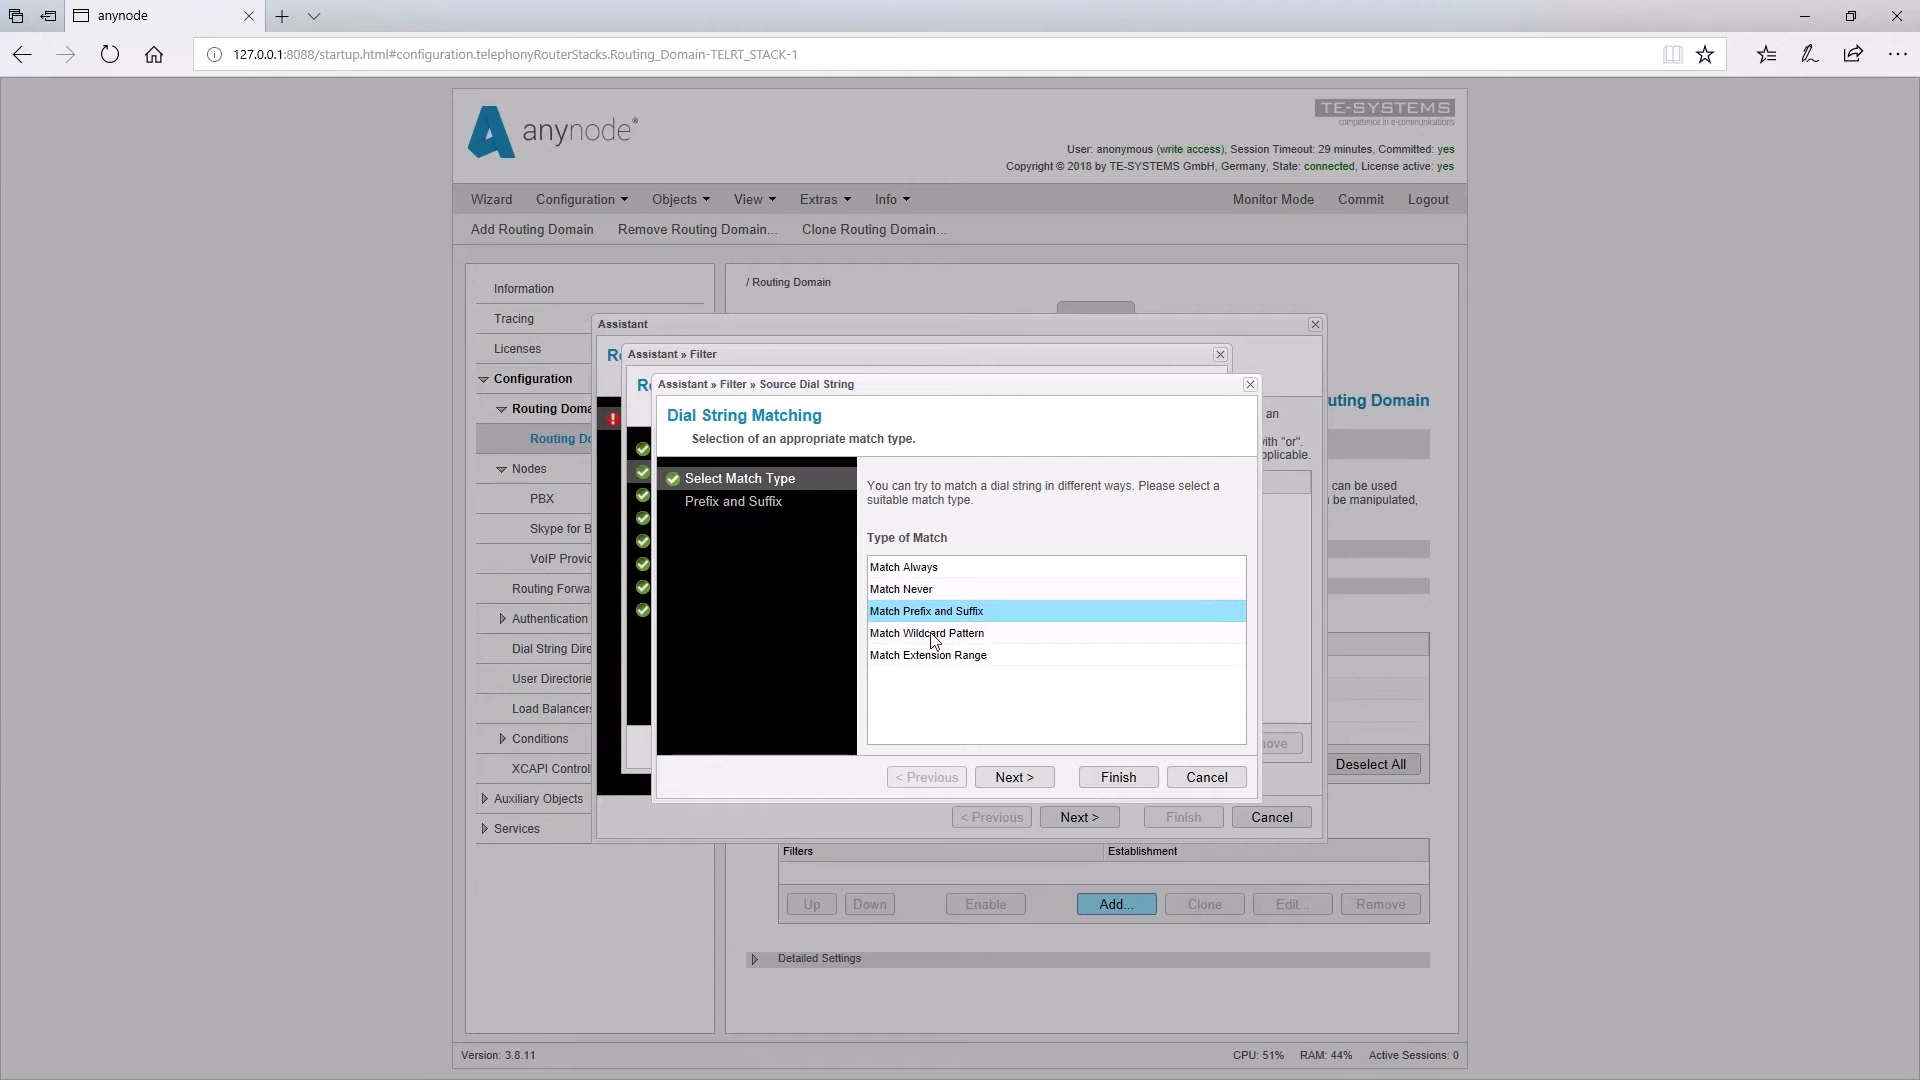 anynode
127.0.0.1:8088/startup.html#configuration.telephonyRouterStacks.Routing_Domain-TELRT_STACK-1
anynode®
TE-SYSTEMS
competence in e-communications.
User: anonymous (write access), Session Timeout: 29 minutes, Committed: yes
Copyright © 2018 by TE-SYSTEMS GmbH, Germany, State: connected, License active: yes
Wizard Configuration Objects View Extras Info Monitor Mode Commit Logout
Add Routing Domain Remove Routing Domain... Clone Routing Domain...
Information
Tracing
Licenses
Configuration
Routing Doma
Routing Do
Nodes
PBX
Skype for B
VoIP Provid
Routing Forwa
Authentication
Dial String Dire
User Directorie
Load Balancers
Conditions
XCAPI Control
Auxiliary Objects
Services
/ Routing Domain
Assistant
Ro
Assistant » Filter
Ro
Assistant » Filter » Source Dial String
Dial String Matching
Selection of an appropriate match type.
Select Match Type
Prefix and Suffix
You can try to match a dial string in different ways. Please select a
suitable match type.
Type of Match
Match Always
Match Never
Match Prefix and Suffix
Match Wildcard Pattern
Match Extension Range
< Previous Next > Finish Cancel
an
with "or".
pplicable.
uting Domain
can be used
be manipulated,
ove
Deselect All
< Previous Next > Finish Cancel
Filters Establishment
Up Down Enable Add... Clone Edit... Remove
Detailed Settings
Version: 3.8.11
CPU: 51% RAM: 44% Active Sessions: 0